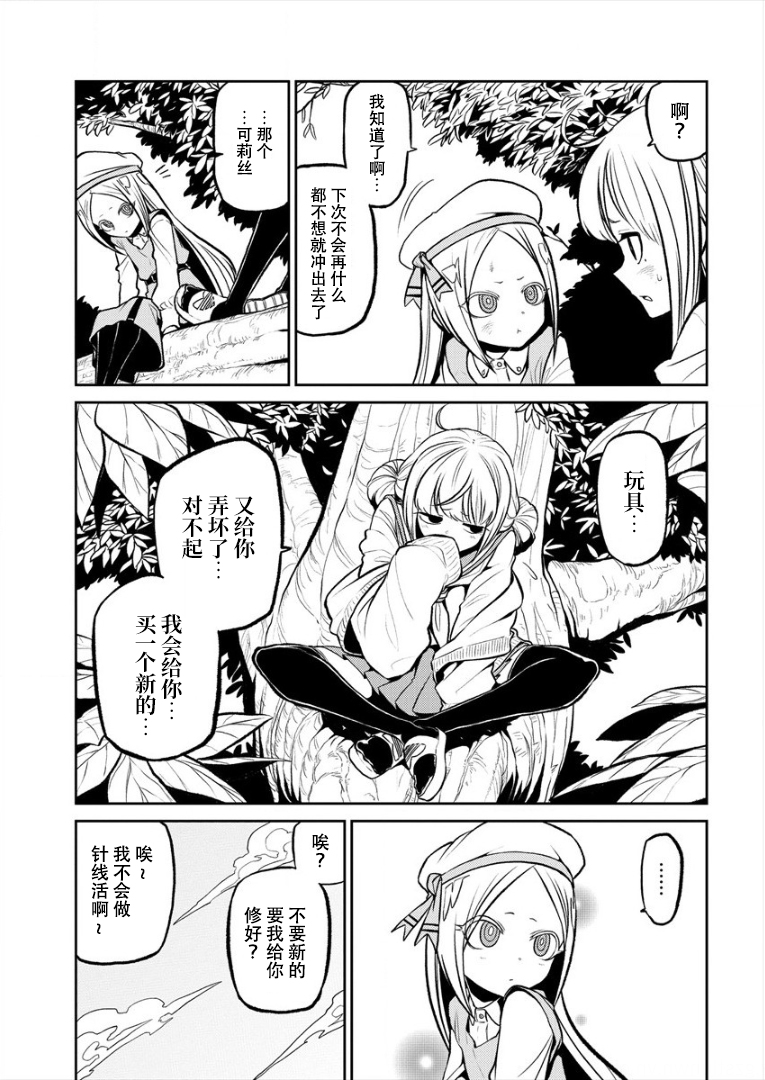 啊？
我知道了啊…
下次不会再什么
都不想就冲出去了
…那个
…可莉丝
玩具…
又给你
弄坏了…
对不起
我会给你…
买一个新的…
……
唉？
不要新的
要我给你
修好？
唉~
我不会做
针线活啊~